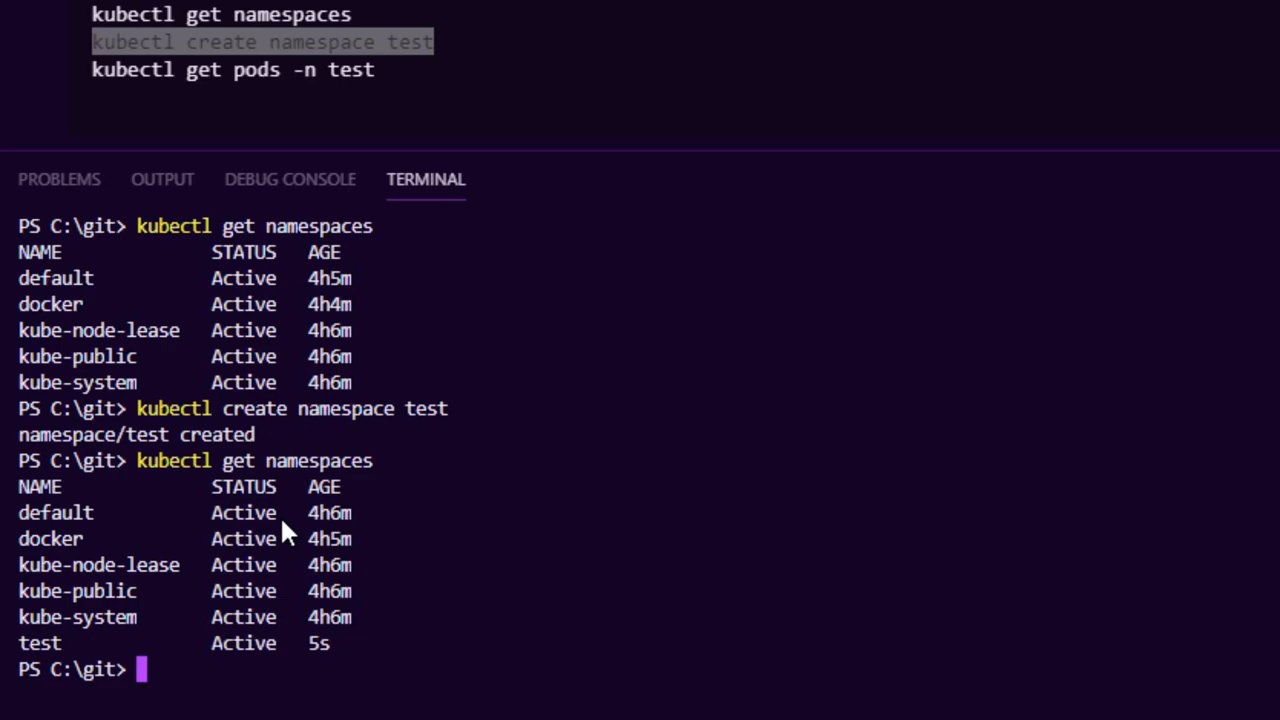 kubectl get namespaces
kubectl create namespace test
kubectl get pods -n test
PROBLEMS OUTPUT DEBUG CONSOLE TERMINAL
PS C:\git> kubectl get namespaces
NAME STATUS AGE
default Active 4h5m
docker Active 4h4m
kube-node-lease Active 4h6m
kube-public Active 4h6m
kube-system Active 4h6m
PS C:\git> kubectl create namespace test
namespace/test created
PS C:\git> kubectl get namespaces
NAME STATUS AGE
default Active 4h6m
docker Active 4h5m
kube-node-lease Active 4h6m
kube-public Active 4h6m
kube-system Active 4h6m
test Active 5s
PS C:\git>